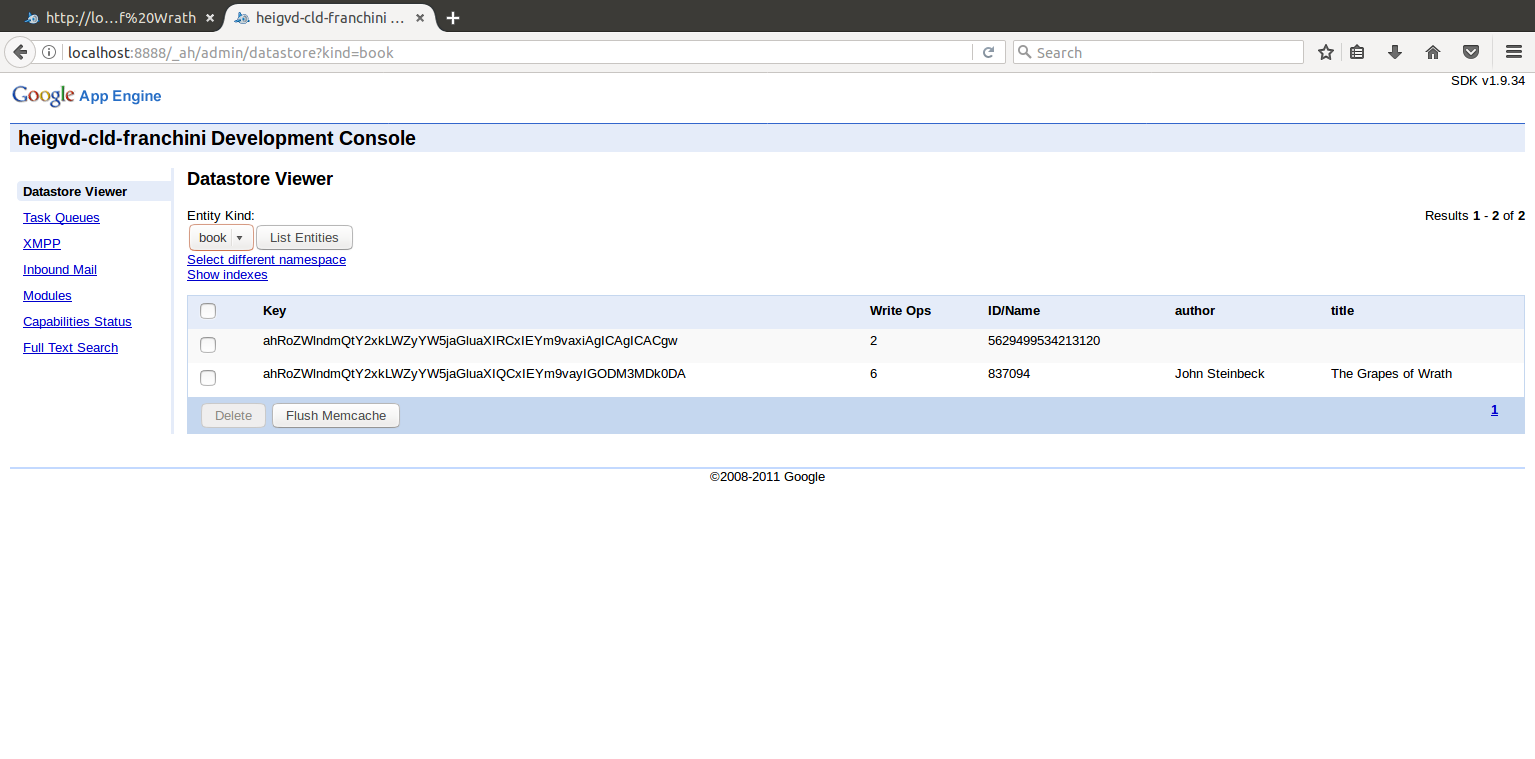 http://lo...f%20Wrath
heigvd-cld-franchini ...
localhost:8888/_ah/admin/datastore?kind=book
Search
SDK v1.9.34
Google App Engine
heigvd-cld-franchini Development Console
Datastore Viewer
Task Queues
XMPP
Inbound Mail
Modules
Capabilities Status
Full Text Search
Datastore Viewer
Entity Kind:
Results 1 - 2 of 2
book List Entities
Select different namespace
Show indexes
Key Write Ops ID/Name author title
ahRoZWlndmQtY2xkLWZyYW5jaGluaXIRCxIEYm9vaxiAgICAgICACgw 2 5629499534213120
ahRoZWlndmQtY2xkLWZyYW5jaGluaXIQCxIEYm9vayIGODM3MDk0DA 6 837094 John Steinbeck The Grapes of Wrath
Delete Flush Memcache 1
©2008-2011 Google